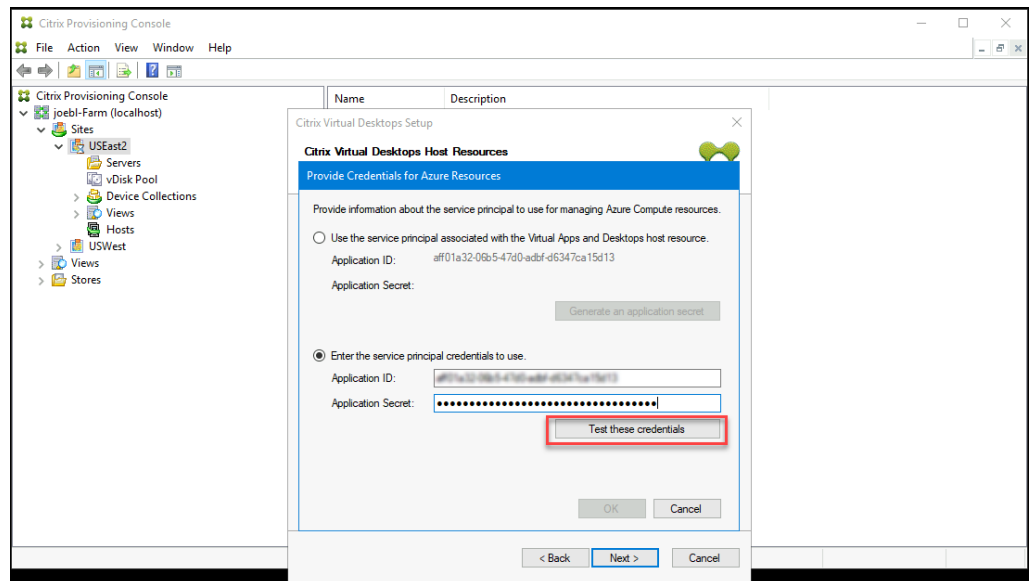 Citrix Provisioning Console
File Action View Window Help
Citrix Provisioning Console
joebl-Farm (localhost)
Sites
USEast2
Servers
vDisk Pool
Device Collections
Views
Hosts
USWest
Views
Stores
Name Description
Citrix Virtual Desktops Setup
Citrix Virtual Desktops Host Resources
Provide Credentials for Azure Resources
Provide information about the service principal to use for managing Azure Compute resources.
Use the service principal associated with the Virtual Apps and Desktops host resource.
Application ID: aff01a32-06b5-47d0-adbf-d6347ca15d13
Application Secret:
Generate an application secret
Enter the service principal credentials to use.
Application ID:
Application Secret:
Test these credentials
OK Cancel
< Back Next > Cancel